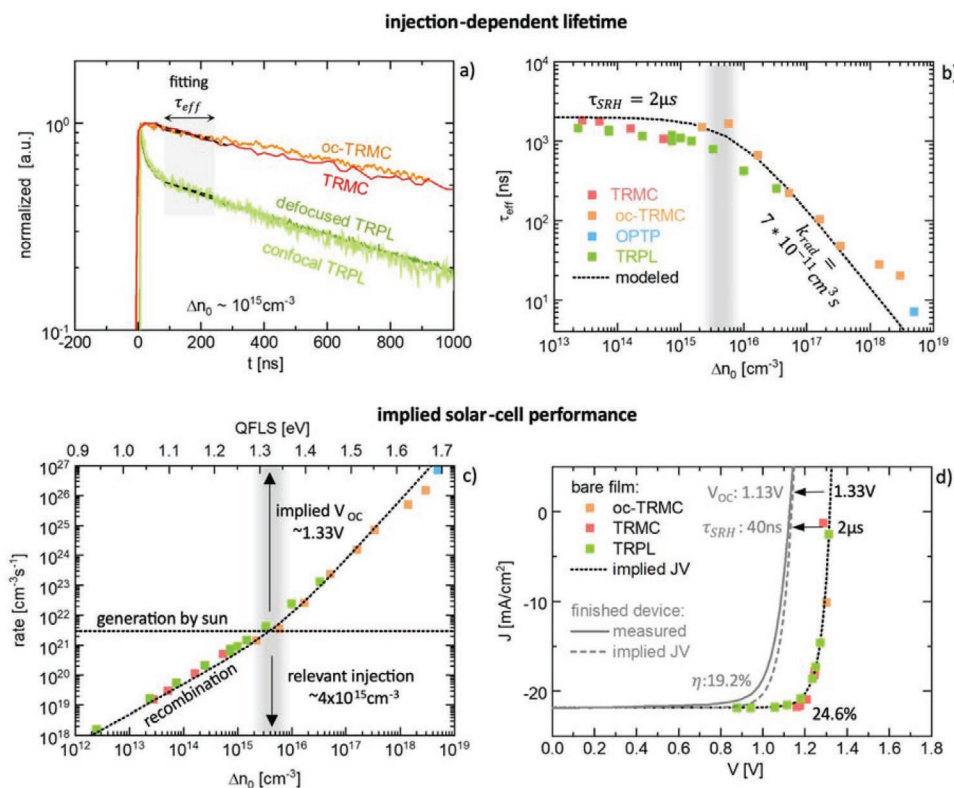 injection-dependent lifetime
a)
fitting
τeff
oc-TRMC
TRMC
defocused TRPL
confocal TRPL
Δn₀ ~ 10¹⁵cm⁻³
normalized [a.u.]
10⁰
10⁻¹
-200 0 200 400 600 800 1000
t [ns]
b)
τSRH = 2μs
TRMC
oc-TRMC
OPTP
TRPL
modeled
krad =
7 * 10⁻¹¹cm³s
τeff [ns]
10⁴
10³
10²
10¹
10¹³ 10¹⁴ 10¹⁵ 10¹⁶ 10¹⁷ 10¹⁸ 10¹⁹
Δn₀ [cm⁻³]
implied solar-cell performance
QFLS [eV]
0.9 1.0 1.1 1.2 1.3 1.4 1.5 1.6 1.7
c)
implied VOC
~1.33V
generation by sun
recombination
relevant injection
~4x10¹⁵cm⁻³
rate [cm⁻³s⁻¹]
10²⁷
10²⁶
10²⁵
10²⁴
10²³
10²²
10²¹
10²⁰
10¹⁹
10¹⁸
10¹² 10¹³ 10¹⁴ 10¹⁵ 10¹⁶ 10¹⁷ 10¹⁸ 10¹⁹
Δn₀ [cm⁻³]
d)
bare film:
oc-TRMC
TRMC
TRPL
implied JV
finished device:
measured
implied JV
VOC: 1.13V
1.33V
τSRH: 40ns
2μs
η:19.2%
24.6%
J [mA/cm²]
0
-10
-20
0.0 0.2 0.4 0.6 0.8 1.0 1.2 1.4 1.6 1.8
V [V]